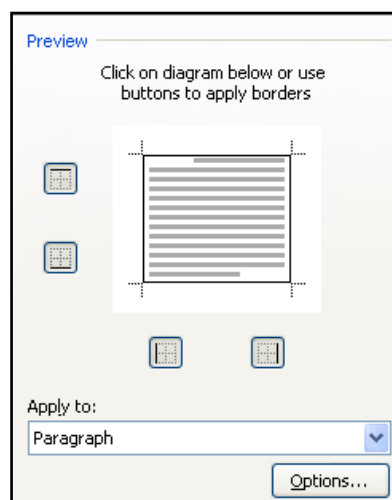 Preview
Click on diagram below or use
buttons to apply borders
Apply to:
Paragraph
Options...